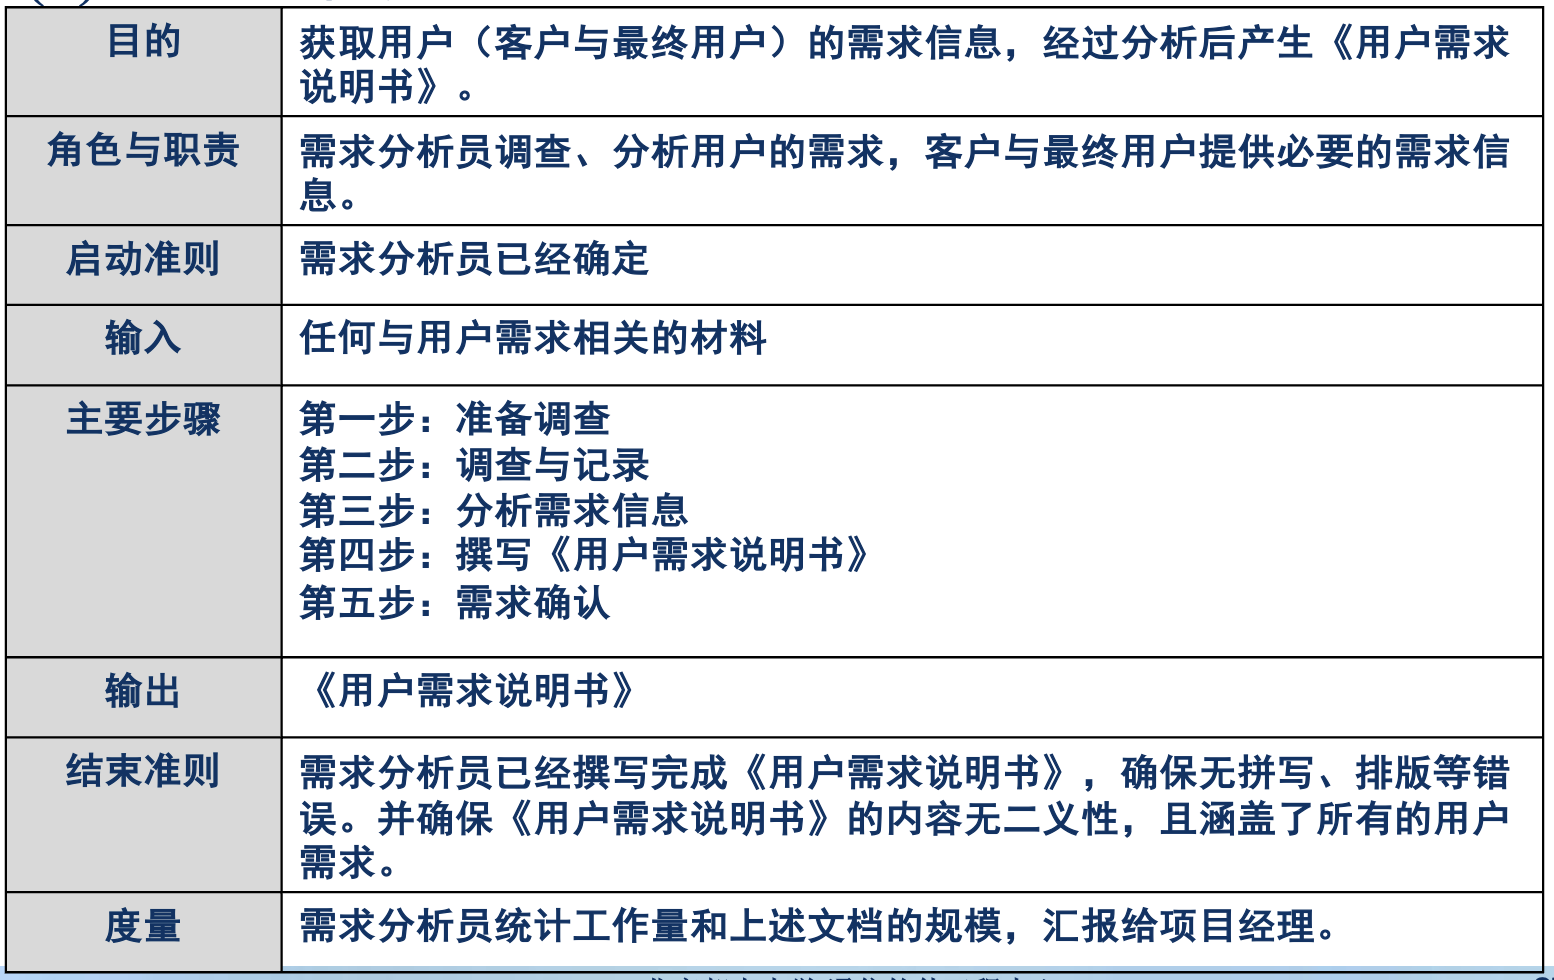 目的
获取用户（客户与最终用户）的需求信息，经过分析后产生《用户需求
说明书》。
角色与职责
需求分析员调查、分析用户的需求，客户与最终用户提供必要的需求信
息。
启动准则
需求分析员已经确定
输入
任何与用户需求相关的材料
主要步骤
第一步：准备调查
第二步：调查与记录
第三步：分析需求信息
第四步：撰写《用户需求说明书》
第五步：需求确认
输出
《用户需求说明书》
结束准则
需求分析员已经撰写完成《用户需求说明书》，确保无拼写、排版等错
误。并确保《用户需求说明书》的内容无二义性，且涵盖了所有的用户
需求。
度量
需求分析员统计工作量和上述文档的规模，汇报给项目经理。